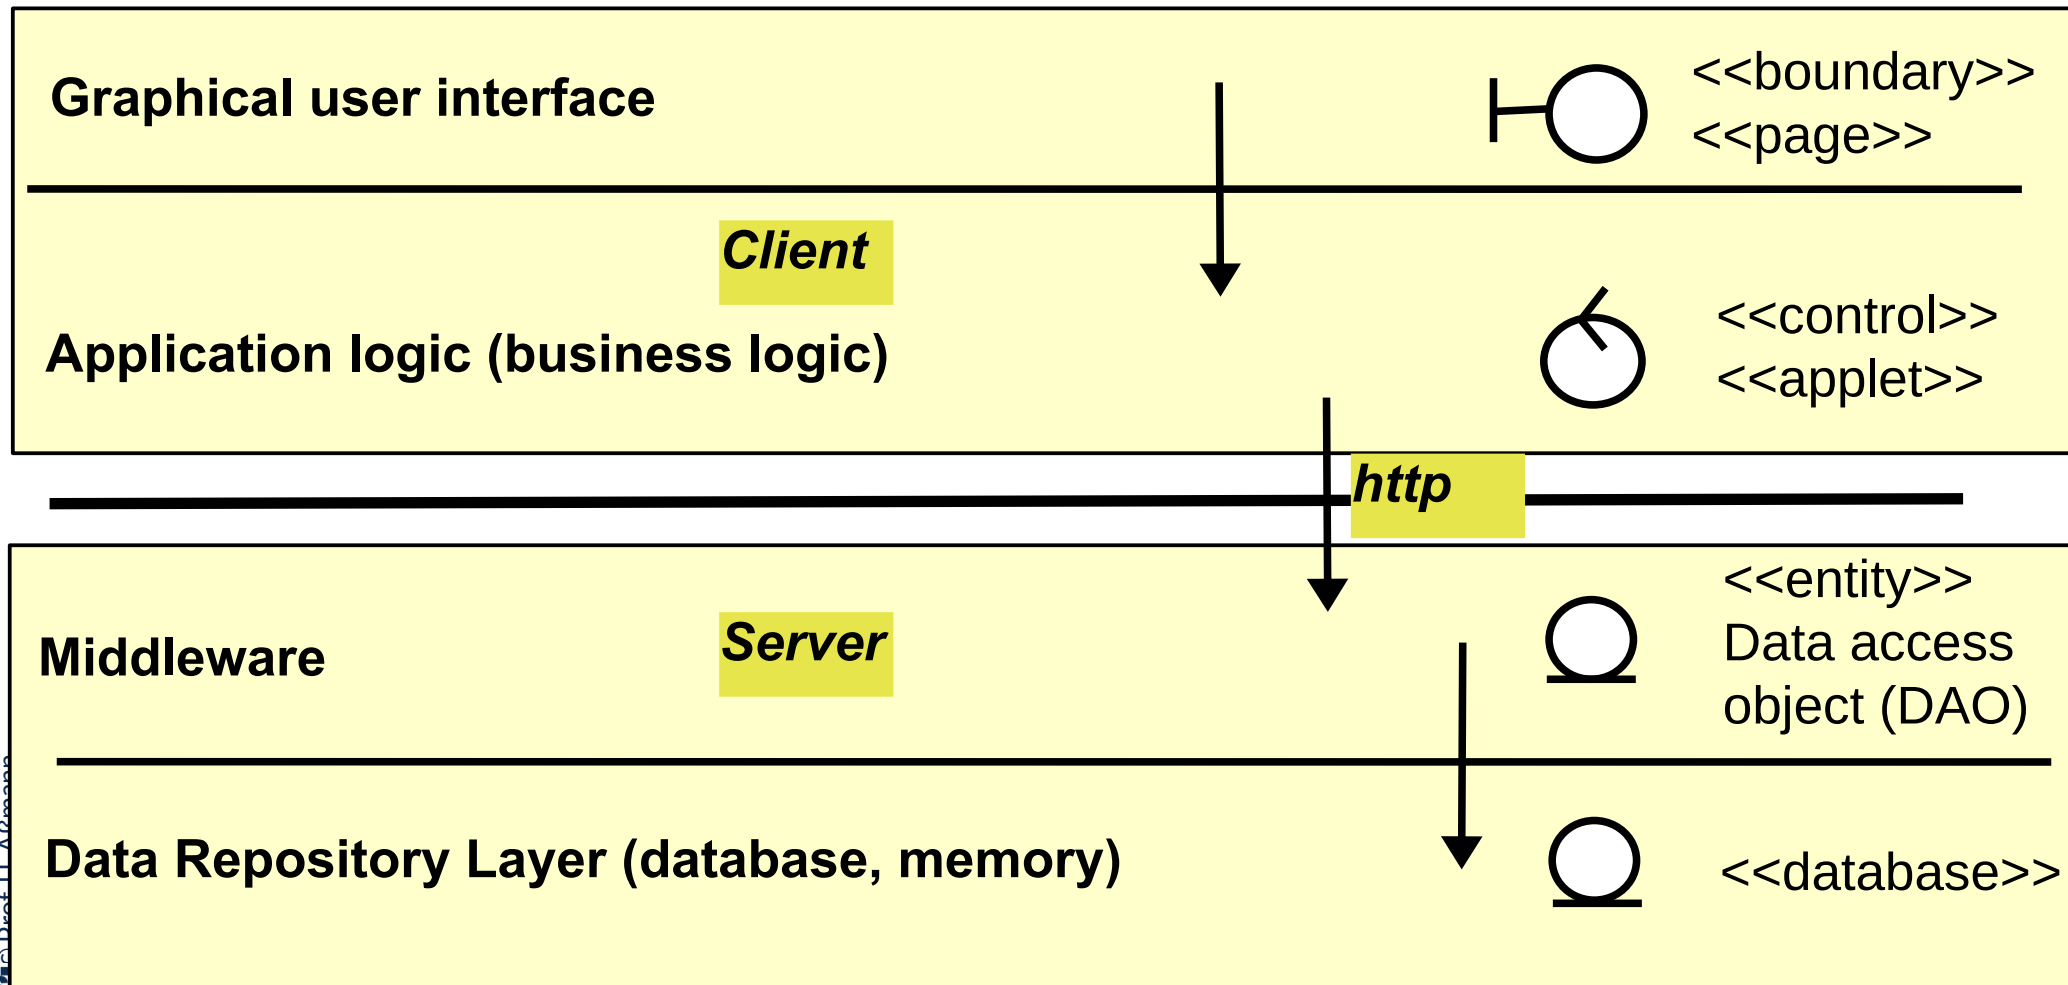 Graphical user interface
<<boundary>>
<<page>>
Client
Application logic (business logic)
<<control>>
<<applet>>
http
Middleware
Server
<<entity>>
Data access
object (DAO)
Data Repository Layer (database, memory)
<<database>>